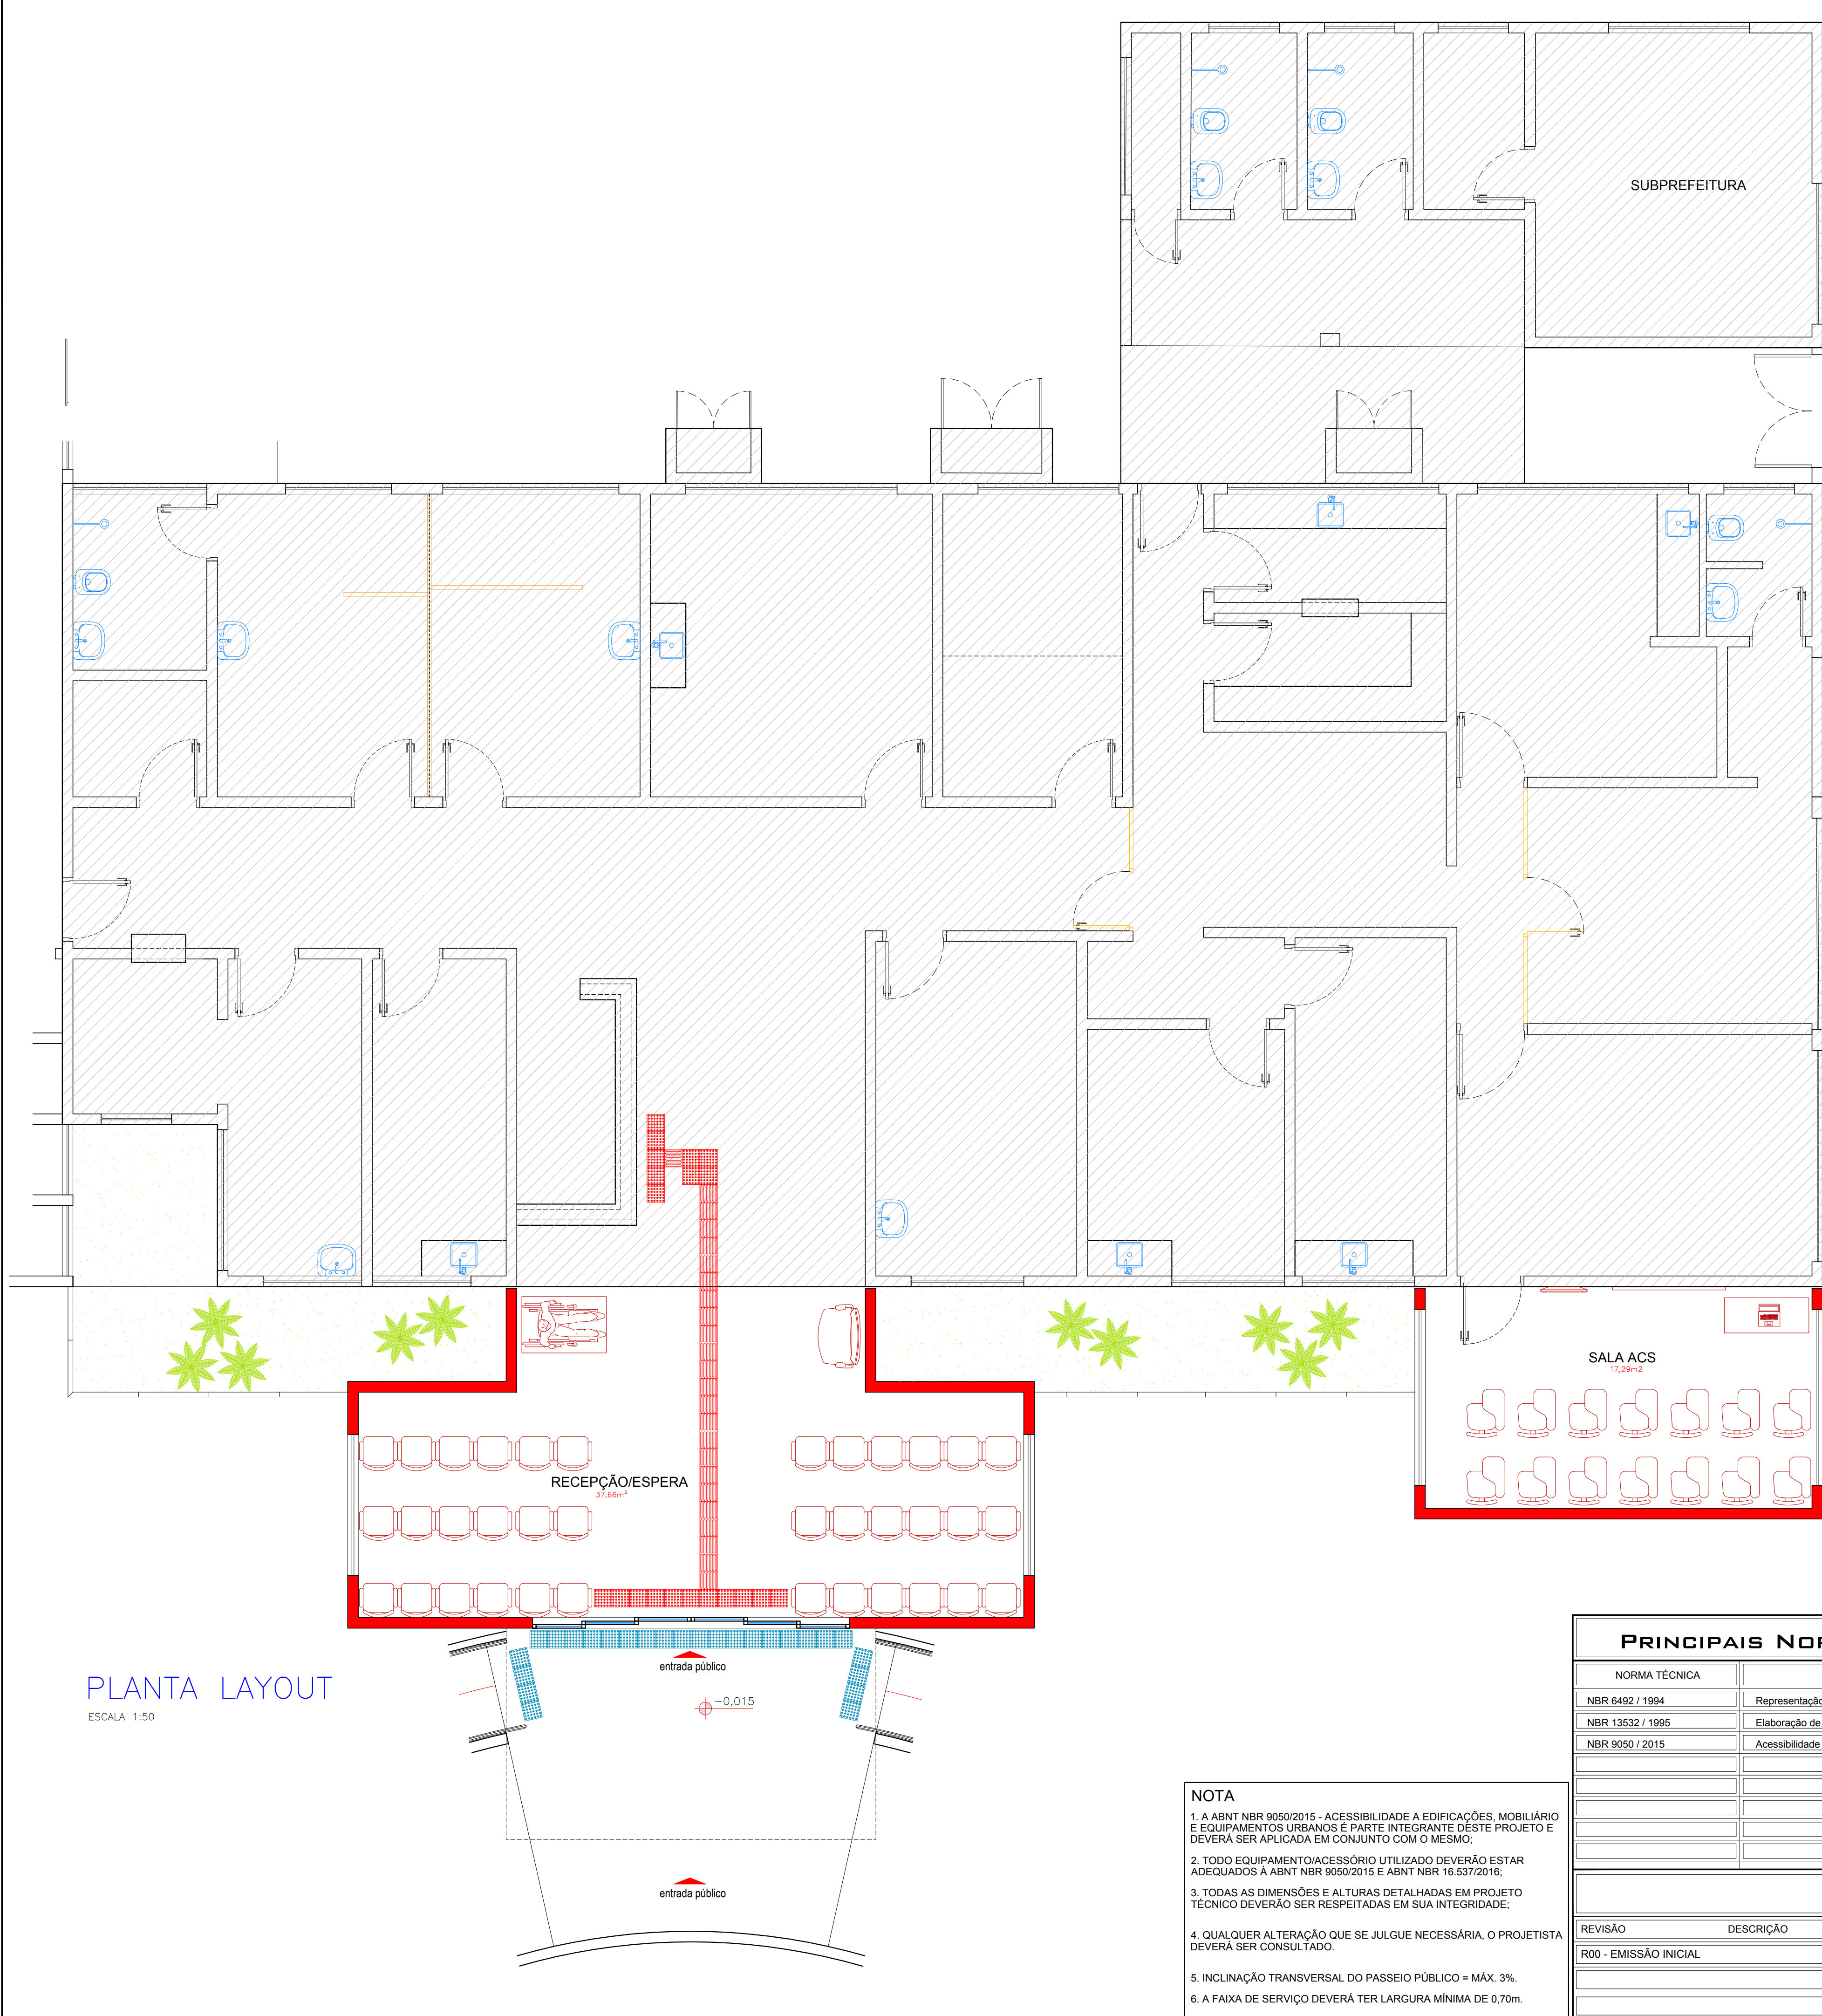 SUBPREFEITURA
SALA ACS
17,29m2
RECEPÇÃO/ESPERA
37,66m²
entrada público
-0,015
entrada público
PLANTA LAYOUT
ESCALA 1:50
NOTA
1. A ABNT NBR 9050/2015 - ACESSIBILIDADE A EDIFICAÇÕES, MOBILIÁRIO
E EQUIPAMENTOS URBANOS É PARTE INTEGRANTE DESTE PROJETO E
DEVERÁ SER APLICADA EM CONJUNTO COM O MESMO;
2. TODO EQUIPAMENTO/ACESSÓRIO UTILIZADO DEVERÃO ESTAR
ADEQUADOS À ABNT NBR 9050/2015 E ABNT NBR 16.537/2016;
3. TODAS AS DIMENSÕES E ALTURAS DETALHADAS EM PROJETO
TÉCNICO DEVERÃO SER RESPEITADAS EM SUA INTEGRIDADE;
4. QUALQUER ALTERAÇÃO QUE SE JULGUE NECESSÁRIA, O PROJETISTA
DEVERÁ SER CONSULTADO.
5. INCLINAÇÃO TRANSVERSAL DO PASSEIO PÚBLICO = MÁX. 3%.
6. A FAIXA DE SERVIÇO DEVERÁ TER LARGURA MÍNIMA DE 0,70m.
PRINCIPAIS NOR
NORMA TÉCNICA
NBR 6492 / 1994 Representação
NBR 13532 / 1995 Elaboração de
NBR 9050 / 2015 Acessibilidade
REVISÃO DESCRIÇÃO
R00 - EMISSÃO INICIAL